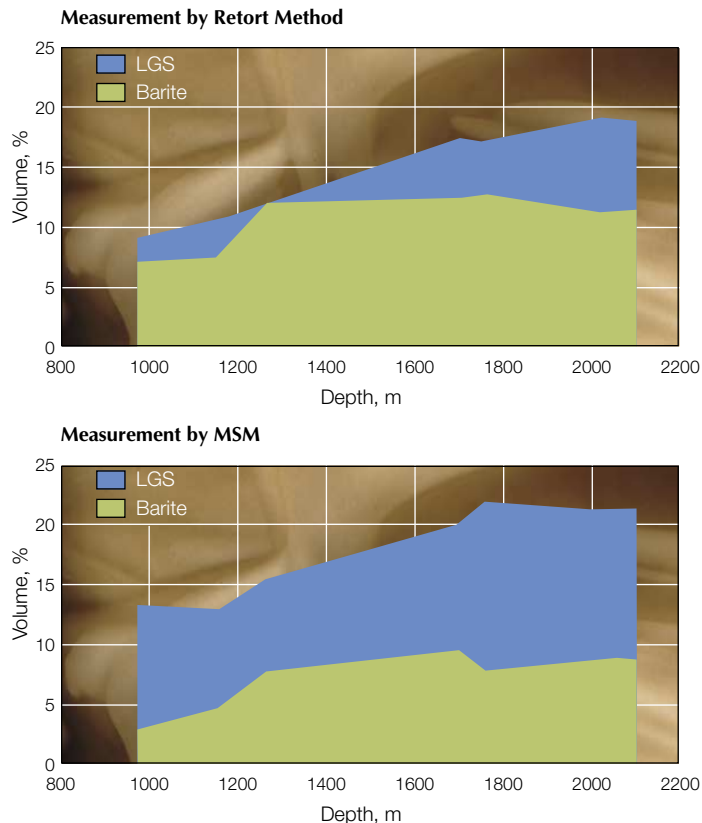 Measurement by Retort Method
25
20
15
10
5
0
Volume, %
LGS
Barite
800 1000 1200 1400 1600 1800 2000 2200
Depth, m
Measurement by MSM
25
20
15
10
5
0
Volume, %
LGS
Barite
800 1000 1200 1400 1600 1800 2000 2200
Depth, m